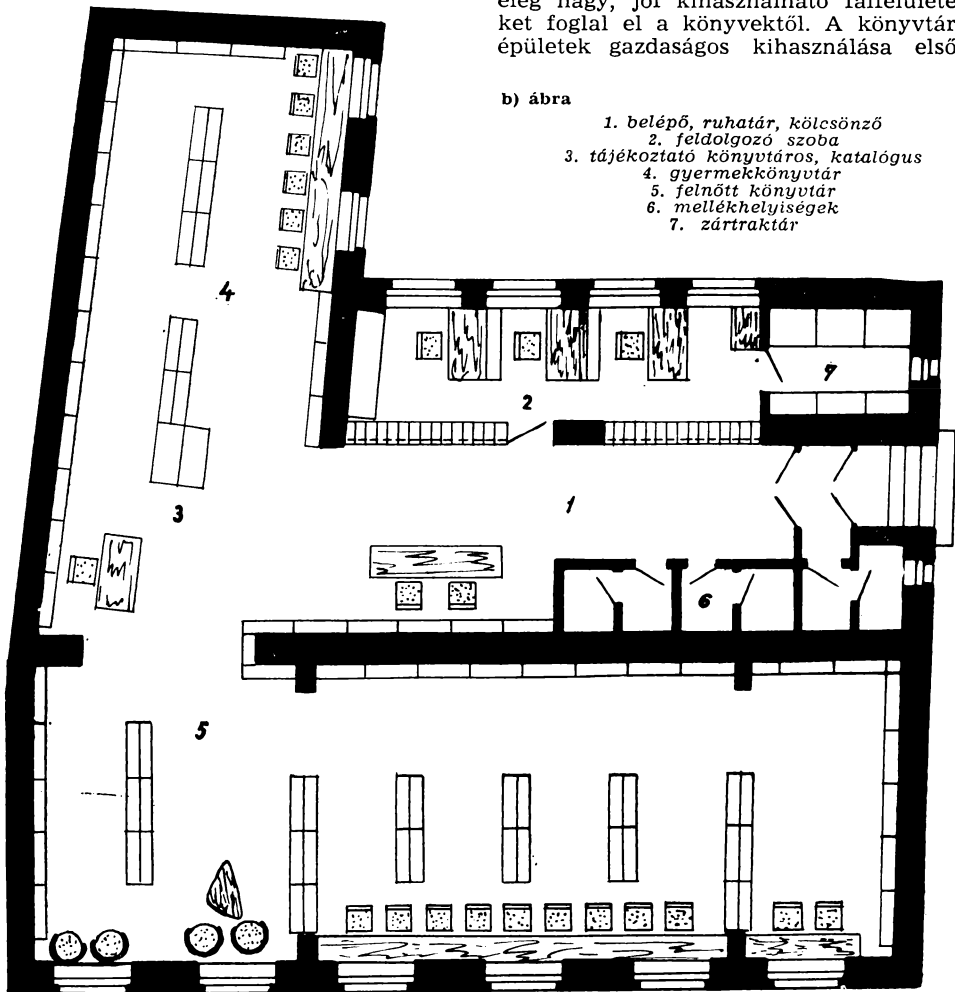 elég nagy, jól kihasználható falfelülete
ket foglal el a könyvektől. A könyvtár
épületek gazdaságos kihasználása első
b) ábra
1. belépő, ruhatár, kölcsönző
2. feldolgozó szoba
3. tájékoztató könyvtáros, katalógus
4. gyermekkönyvtár
5. felnőtt könyvtár
6. mellékhelyiségek
7. zártraktár
4
7
2
1
3
6
5